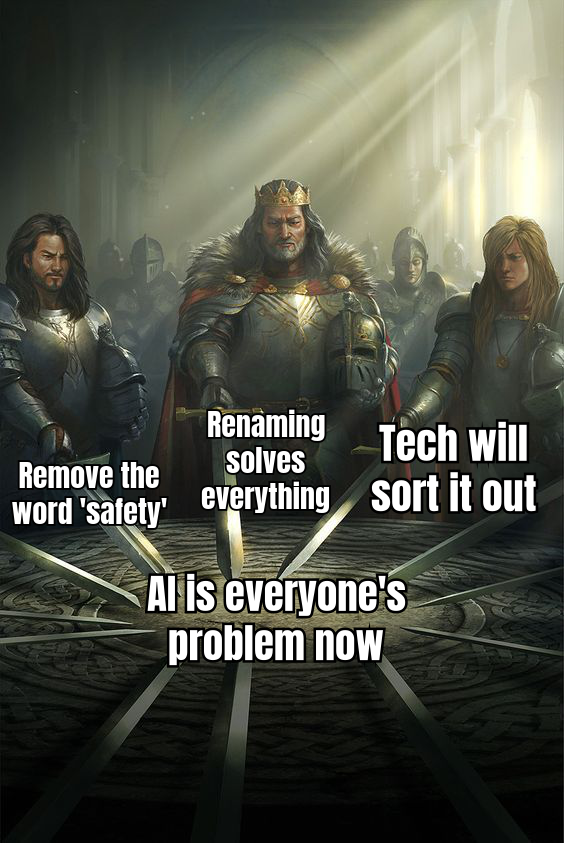 Remove the
word 'safety'
Renaming
solves
everything
Tech will
sort it out
AI is everyone's
problem now